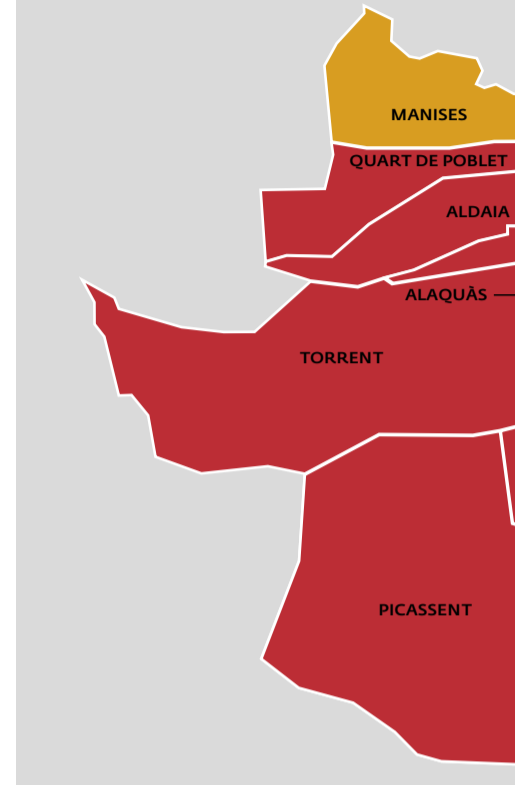 MANISES
QUART DE POBLET
ALDAIA
ALAQUÀS
TORRENT
PICASSENT